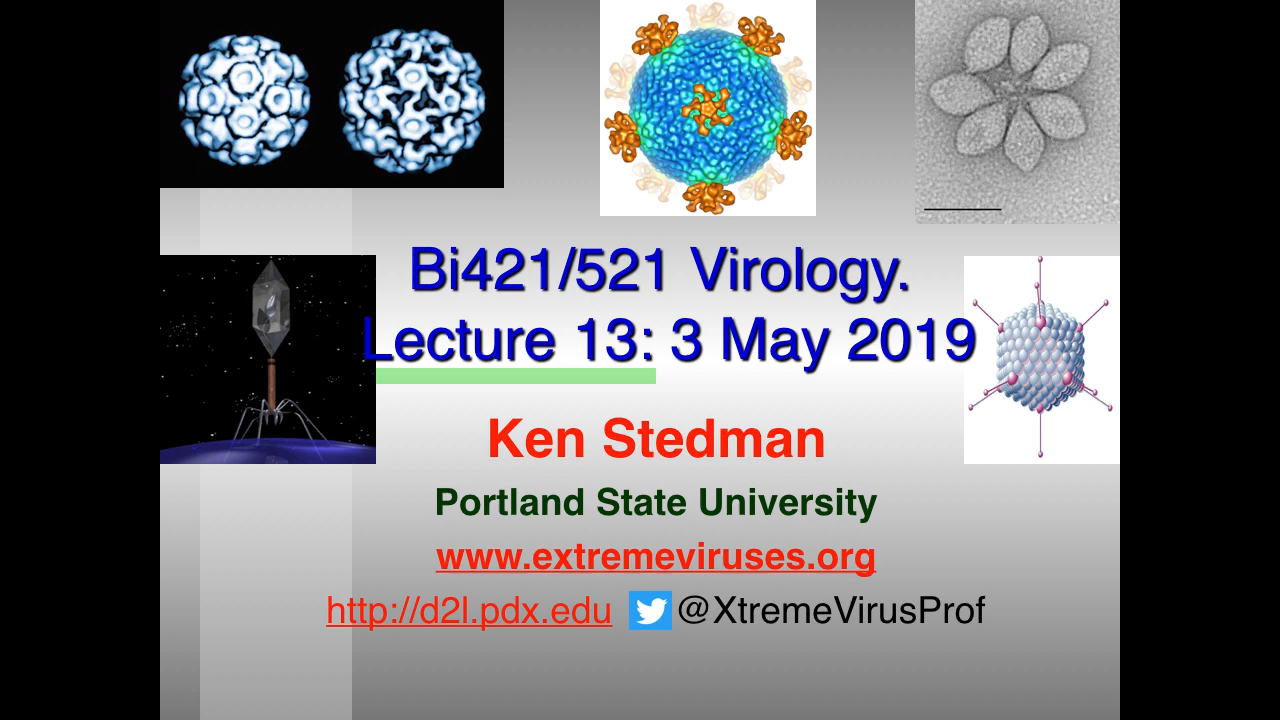 Bi421/521 Virology.
Lecture 13: 3 May 2019
Ken Stedman
Portland State University
www.extremeviruses.org
http://d2l.pdx.edu @XtremeVirusProf